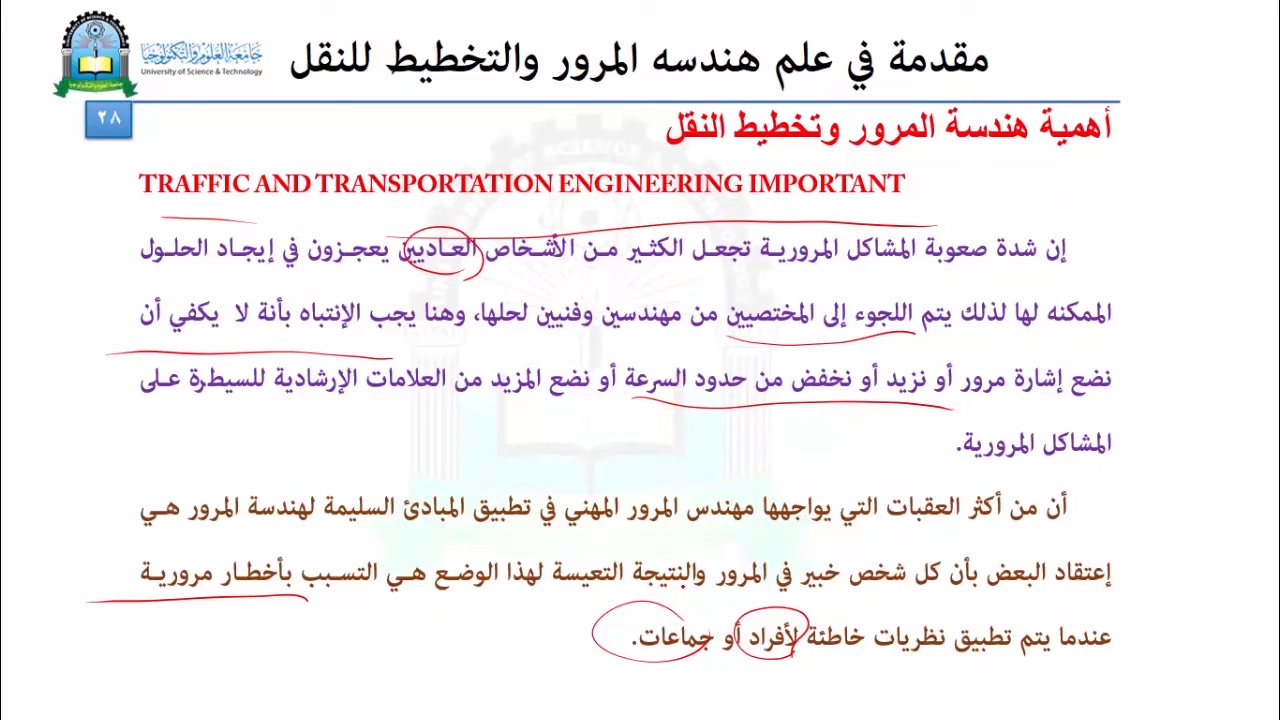 جامعة العلوم والتكنولوجيا
University of Science & Technology
مقدمة في علم هندسه المرور والتخطيط للنقل
٢٨
أهمية هندسة المرور وتخطيط النقل
TRAFFIC AND TRANSPORTATION ENGINEERING IMPORTANT
إن شدة صعوبة المشاكل المرورية تجعل الكثير من الأشخاص العاديين يعجزون في إيجاد الحلول
الممكنه لها لذلك يتم اللجوء إلى المختصيين من مهندسين وفنيين لحلها، وهنا يجب الإنتباه بأنة لا يكفي أن
نضع إشارة مرور أو نزيد أو نخفض من حدود السرعة أو نضع المزيد من العلامات الإرشادية للسيطرة على
المشاكل المرورية.
أن من أكثر العقبات التي يواجهها مهندس المرور المهني في تطبيق المبادئ السليمة لهندسة المرور هي
إعتقاد البعض بأن كل شخص خبير في المرور والنتيجة التعيسة لهذا الوضع هي التسبب بأخطار مرورية
عندما يتم تطبيق نظريات خاطئة لأفراد أو جماعات.